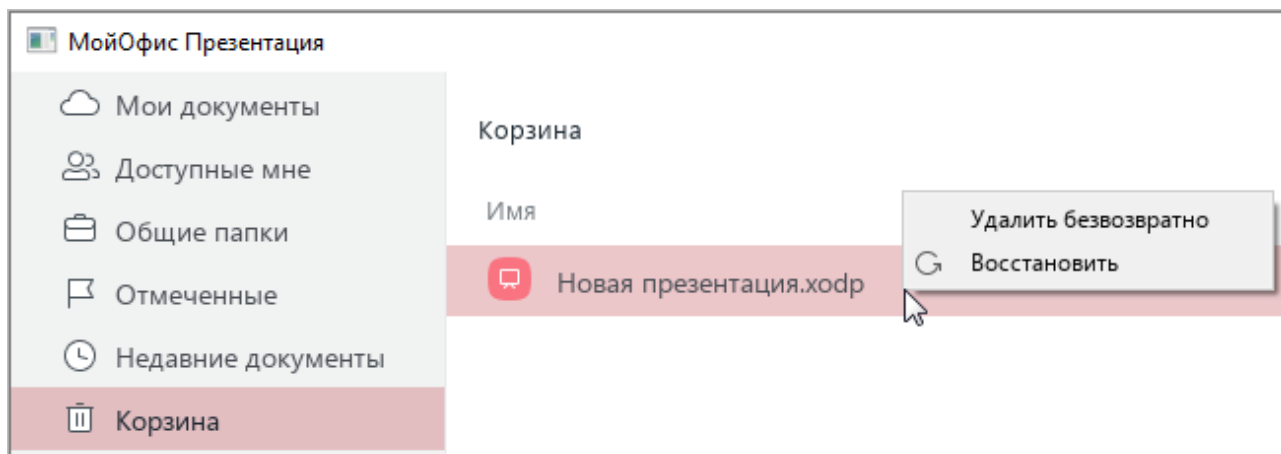 МойОфис Презентация
Мои документы
Доступные мне
Общие папки
Отмеченные
Недавние документы
Корзина
Корзина
Имя
Новая презентация.xodp
Удалить безвозвратно
Восстановить